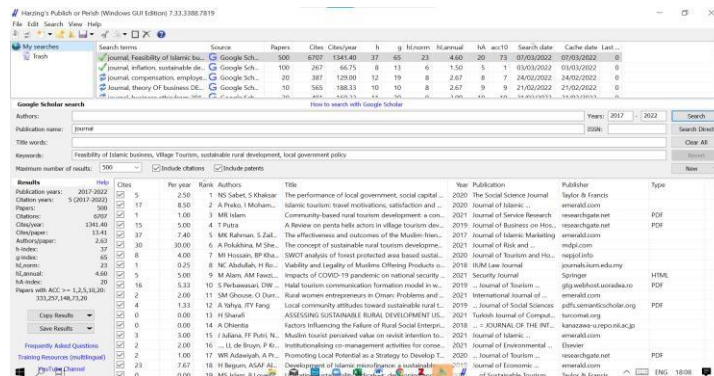 Harzing's Publish or Perish (Windows GUI Edition) 7.33.3388.7819
File Edit Search View Help
My searches
Trash
Search terms Source Papers Cites Cites/year h g hI,norm hI,annual hA acc10 Search date Cache date Last ...
journal, Feasibility of Islamic bu... Google Sch... 500 6707 1341.40 37 65 23 4.60 20 73 07/03/2022 07/03/2022 0
journal, inflation, sustainable de... Google Sch... 100 267 66.75 8 13 6 1.50 5 1 03/03/2022 03/03/2022 0
journal, compensation, employe... Google Sch... 20 387 129.00 12 19 8 2.67 8 7 24/02/2022 24/02/2022 0
Journal, theory OF business DE... Google Sch... 10 565 188.33 10 10 8 2.67 9 9 21/02/2022 21/02/2022 0
Google Scholar search How to search with Google Scholar
Authors: Years: 2017 - 2022 Search
Publication name: Journal ISSN: Search Direct
Title words: Clear All
Keywords: Feasibility of Islamic business, Village Tourism, sustainable rural development, local government policy Revert
Maximum number of results: 500 Include citations Include patents New
Results Help
Publication years: 2017-2022
Citation years: 5 (2017-2022)
Papers: 500
Citations: 6707
Cites/year: 1341.40
Cites/paper: 13.41
Authors/paper: 2.63
h-index: 37
g-index: 65
hI,norm: 23
hI,annual: 4.60
hA-index: 20
Papers with ACC >= 1,2,5,10,20:
333,257,148,73,20
Copy Results
Save Results
Frequently Asked Questions
Training Resources (multilingual)
YouTube Channel
Cites Per year Rank Authors Title Year Publication Publisher Type
5 2.50 1 NS Sabet, S Khaksar The performance of local government, social capital ... 2020 The Social Science Journal Taylor & Francis
17 8.50 2 A Preko, I Moham... Islamic tourism: travel motivations, satisfaction and ... 2020 Journal of Islamic ... emerald.com
1 1.00 3 MR Islam Community-based rural tourism development: a con... 2021 Journal of Service Research researchgate.net PDF
15 5.00 4 T Putra A Review on penta helix actors in village tourism dev... 2019 Journal of Business on Hos... researchgate.net PDF
37 7.40 5 MK Rahman, S Zail... The effectiveness and outcomes of the Muslim-frien... 2017 Journal of Islamic Marketing emerald.com
30 30.00 6 A Polukhina, M She... The concept of sustainable rural tourism developme... 2021 Journal of Risk and ... mdpi.com
8 4.00 7 MI Hossain, BP Kha... SWOT analysis of forest protected area based sustai... 2020 Journal of Tourism and Ho... nepjol.info
1 0.25 8 NC Abdullah, H Ro... Viability and Legality of Muslims Offering Products o... 2018 IIUM Law Journal journals.iium.edu.my
5 5.00 9 M Alam, AM Fawzi,... Impacts of COVID-19 pandemic on national security ... 2021 Security Journal Springer HTML
16 5.33 10 S Perbawasari, DW ... Halal tourism communication formation model in w... 2019 ... Journal of Tourism ... gtg.webhost.uoradea.ro PDF
2 2.00 11 SM Ghouse, O Durr... Rural women entrepreneurs in Oman: Problems and ... 2021 International Journal of ... emerald.com
4 1.33 12 A Yahya, ITY Fang Local community attitudes toward sustainable rural t... 2019 ... Journal of Social Sciences pdfs.semanticscholar.org PDF
0 0.00 13 H Sharafi ASSESSING SUSTAINABLE RURAL DEVELOPMENT US... 2021 Turkish Journal of Comput... turcomat.org
0 0.00 14 A Ohientia Factors Influencing the Failure of Rural Social Enterpri... 2018 ... = JOURNAL OF THE INT... kanazawa-u.repo.nii.ac.jp
3 3.00 15 J Juliana, FF Putri, N... Muslim tourist perceived value on revisit intention to... 2021 Journal of Islamic ... emerald.com
2 2.00 16 ... LL de Bruyn, P Kr... Institutionalising co-management activities for conse... 2021 Journal of Environmental ... Elsevier
2 1.00 17 WR Adawiyah, A Pr... Promoting Local Potential as a Strategy to Develop T... 2020 ... Journal of Tourism ... researchgate.net PDF
23 7.67 18 H Begum, ASAF Al... Development of Islamic microfinance: a sustainable ... 2019 Journal of Economic ... emerald.com
0 0.00 19 of Sustainable Tourism Taylor & Francis
ENG 18:08